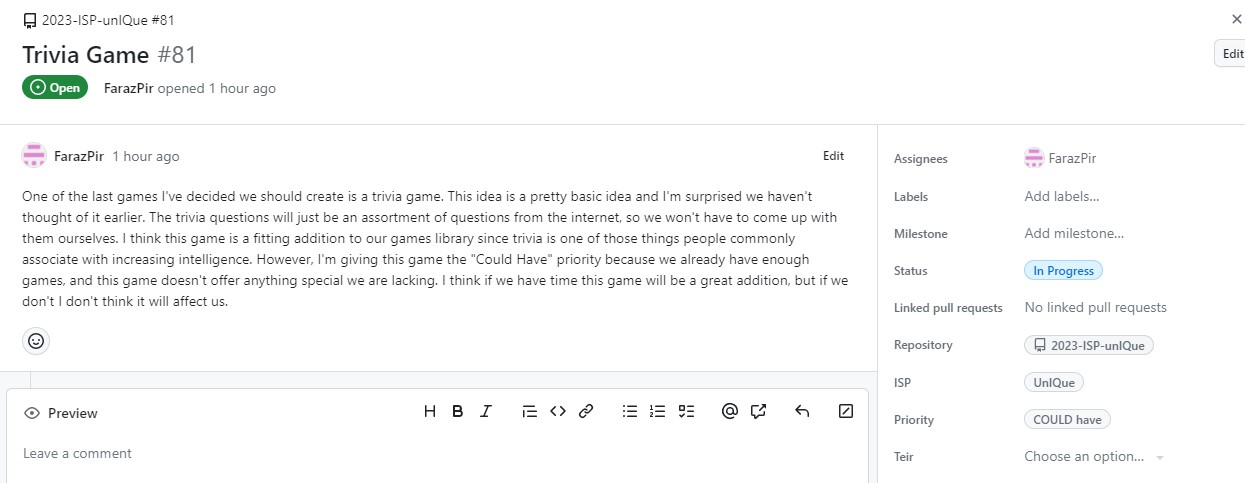 2023-ISP-unIQue #81
Trivia Game #81
Edit
Open
FarazPir opened 1 hour ago
FarazPir 1 hour ago
Edit
One of the last games I've decided we should create is a trivia game. This idea is a pretty basic idea and I'm surprised we haven't
thought of it earlier. The trivia questions will just be an assortment of questions from the internet, so we won't have to come up with
them ourselves. I think this game is a fitting addition to our games library since trivia is one of those things people commonly
associate with increasing intelligence. However, I'm giving this game the "Could Have" priority because we already have enough
games, and this game doesn't offer anything special we are lacking. I think if we have time this game will be a great addition, but if we
don't I don't think it will affect us.
Preview
Leave a comment
Assignees FarazPir
Labels Add labels...
Milestone Add milestone...
Status In Progress
Linked pull requests No linked pull requests
Repository 2023-ISP-unIQue
ISP UnIQue
Priority COULD have
Teir Choose an option...